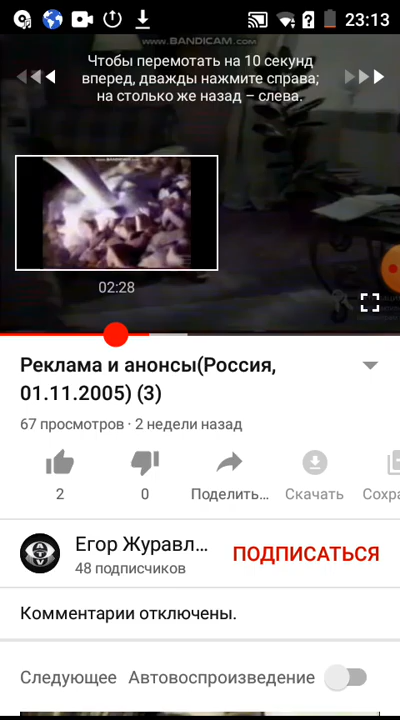 23:13
www.BANDICAM.com
Чтобы перемотать на 10 секунд
вперед, дважды нажмите справа;
на столько же назад – слева.
02:28
Реклама и анонсы(Россия,
01.11.2005) (3)
67 просмотров · 2 недели назад
2
0
Поделить…
Скачать
Сохра
Егор Журавл…
48 подписчиков
ПОДПИСАТЬСЯ
Комментарии отключены.
Следующее
Автовоспроизведение